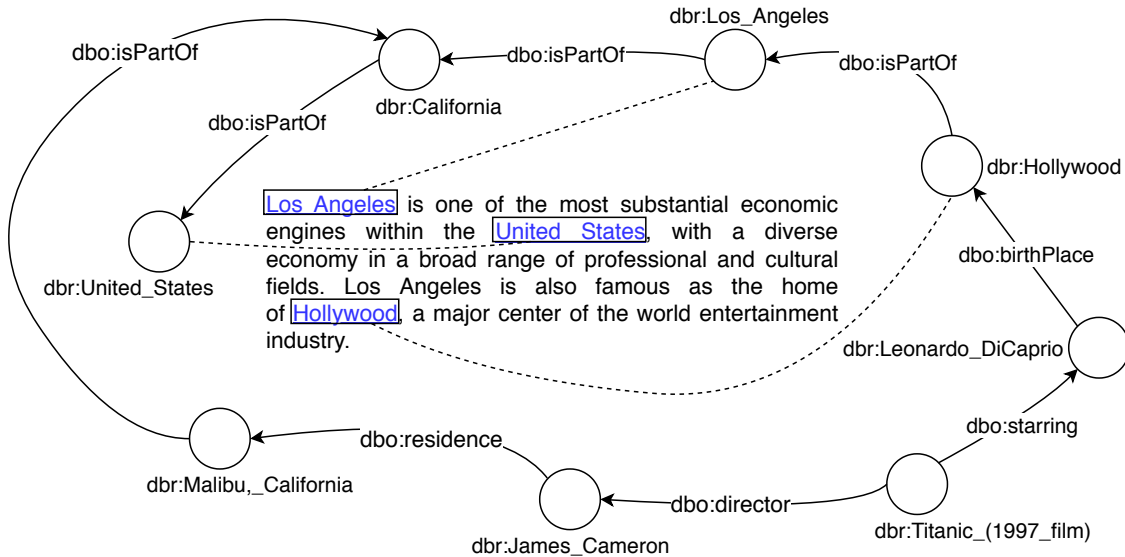 dbr:Los_Angeles
dbo:isPartOf
dbo:isPartOf
dbo:isPartOf
dbr:California
dbo:isPartOf
dbr:Hollywood
Los Angeles is one of the most substantial economic
engines within the United States, with a diverse
economy in a broad range of professional and cultural
fields. Los Angeles is also famous as the home
of Hollywood, a major center of the world entertainment
industry.
dbr:United_States
dbo:birthPlace
dbr:Leonardo_DiCaprio
dbo:starring
dbo:residence
dbr:Malibu,_California
dbo:director
dbr:James_Cameron
dbr:Titanic_(1997_film)